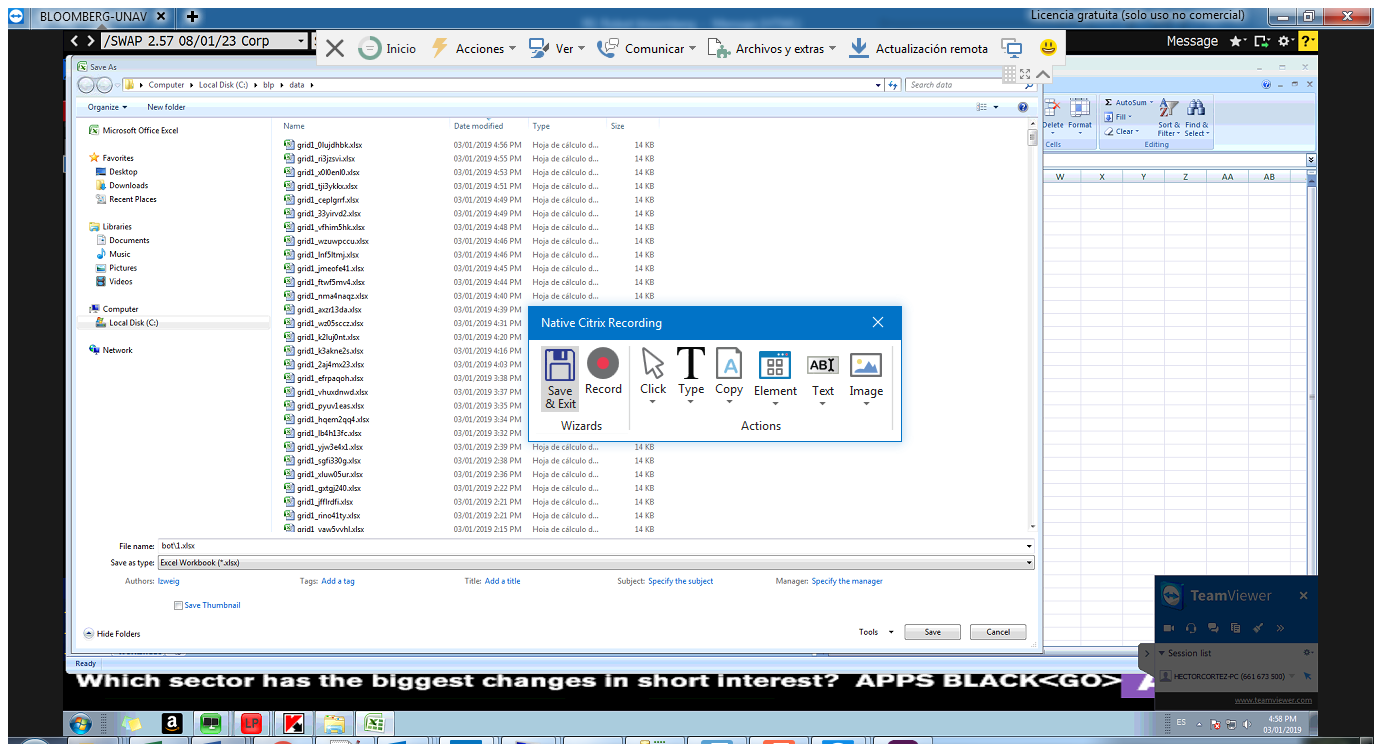 BLOOMBERG-UNAV
Licencia gratuita (solo uso no comercial)
/SWAP 2.57 08/01/23 Corp
Inicio
Acciones
Ver
Comunicar
Archivos y extras
Actualización remota
Message
Save As
Computer
Local Disk (C:)
blp
data
Search data
Organize
New folder
Microsoft Office Excel
Favorites
Desktop
Downloads
Recent Places
Libraries
Documents
Music
Pictures
Videos
Computer
Local Disk (C:)
Network
Name Date modified Type Size
grid1_0lujdhbk.xlsx 03/01/2019 4:56 PM Hoja de cálculo d... 14 KB
grid1_ri3jzsvi.xlsx 03/01/2019 4:55 PM Hoja de cálculo d... 14 KB
grid1_x0l0enl0.xlsx 03/01/2019 4:53 PM Hoja de cálculo d... 14 KB
grid1_tji3ykkx.xlsx 03/01/2019 4:51 PM Hoja de cálculo d... 14 KB
grid1_ceplgrrf.xlsx 03/01/2019 4:49 PM Hoja de cálculo d... 14 KB
grid1_33yirvd2.xlsx 03/01/2019 4:49 PM Hoja de cálculo d... 14 KB
grid1_vfhim5hk.xlsx 03/01/2019 4:48 PM Hoja de cálculo d... 14 KB
grid1_wzuwpccu.xlsx 03/01/2019 4:46 PM Hoja de cálculo d... 14 KB
grid1_lnf5ltmj.xlsx 03/01/2019 4:46 PM Hoja de cálculo d... 14 KB
grid1_jmeofe41.xlsx 03/01/2019 4:45 PM Hoja de cálculo d... 14 KB
grid1_ftwf5mv4.xlsx 03/01/2019 4:44 PM Hoja de cálculo d... 14 KB
grid1_nma4naqz.xlsx 03/01/2019 4:40 PM Hoja de cálculo d... 14 KB
grid1_axzr13da.xlsx 03/01/2019 4:39 PM
grid1_wz05sccz.xlsx 03/01/2019 4:31 PM
grid1_k2luj0nt.xlsx 03/01/2019 4:20 PM
grid1_k3akne2s.xlsx 03/01/2019 4:16 PM
grid1_2aj4mx23.xlsx 03/01/2019 4:03 PM
grid1_efrpaqoh.xlsx 03/01/2019 3:38 PM
grid1_vhuxdnwd.xlsx 03/01/2019 3:37 PM
grid1_pyuv1eas.xlsx 03/01/2019 3:35 PM
grid1_hqem2qq4.xlsx 03/01/2019 3:34 PM
grid1_lb4h13fc.xlsx 03/01/2019 3:32 PM
grid1_yjw3e4x1.xlsx 03/01/2019 2:39 PM Hoja de cálculo d... 14 KB
grid1_sgfi330g.xlsx 03/01/2019 2:38 PM Hoja de cálculo d... 14 KB
grid1_xluw05ur.xlsx 03/01/2019 2:36 PM Hoja de cálculo d... 14 KB
grid1_gxtgj240.xlsx 03/01/2019 2:22 PM Hoja de cálculo d... 14 KB
grid1_jfflrdfi.xlsx 03/01/2019 2:21 PM Hoja de cálculo d... 14 KB
grid1_rino41ty.xlsx 03/01/2019 2:21 PM Hoja de cálculo d... 14 KB
grid1_vaw5vvhl.xlsx 03/01/2019 2:15 PM Hoja de cálculo d... 14 KB
Native Citrix Recording
Save & Exit
Record
Click
Type
Copy
Element
Text
Image
Wizards
Actions
File name: bot\1.xlsx
Save as type: Excel Workbook (*.xlsx)
Authors: lzweig
Tags: Add a tag
Title: Add a title
Subject: Specify the subject
Manager: Specify the manager
Save Thumbnail
Hide Folders
Tools
Save
Cancel
Delete Format
Cells
Σ AutoSum
Fill
Clear
Sort & Filter
Find & Select
Editing
W X Y Z AA AB
Ready
TeamViewer
Session list
HECTORCORTEZ-PC (661 673 500)
www.teamviewer.com
Which sector has the biggest changes in short interest? APPS BLACK<GO>
ES
4:58 PM
03/01/2019